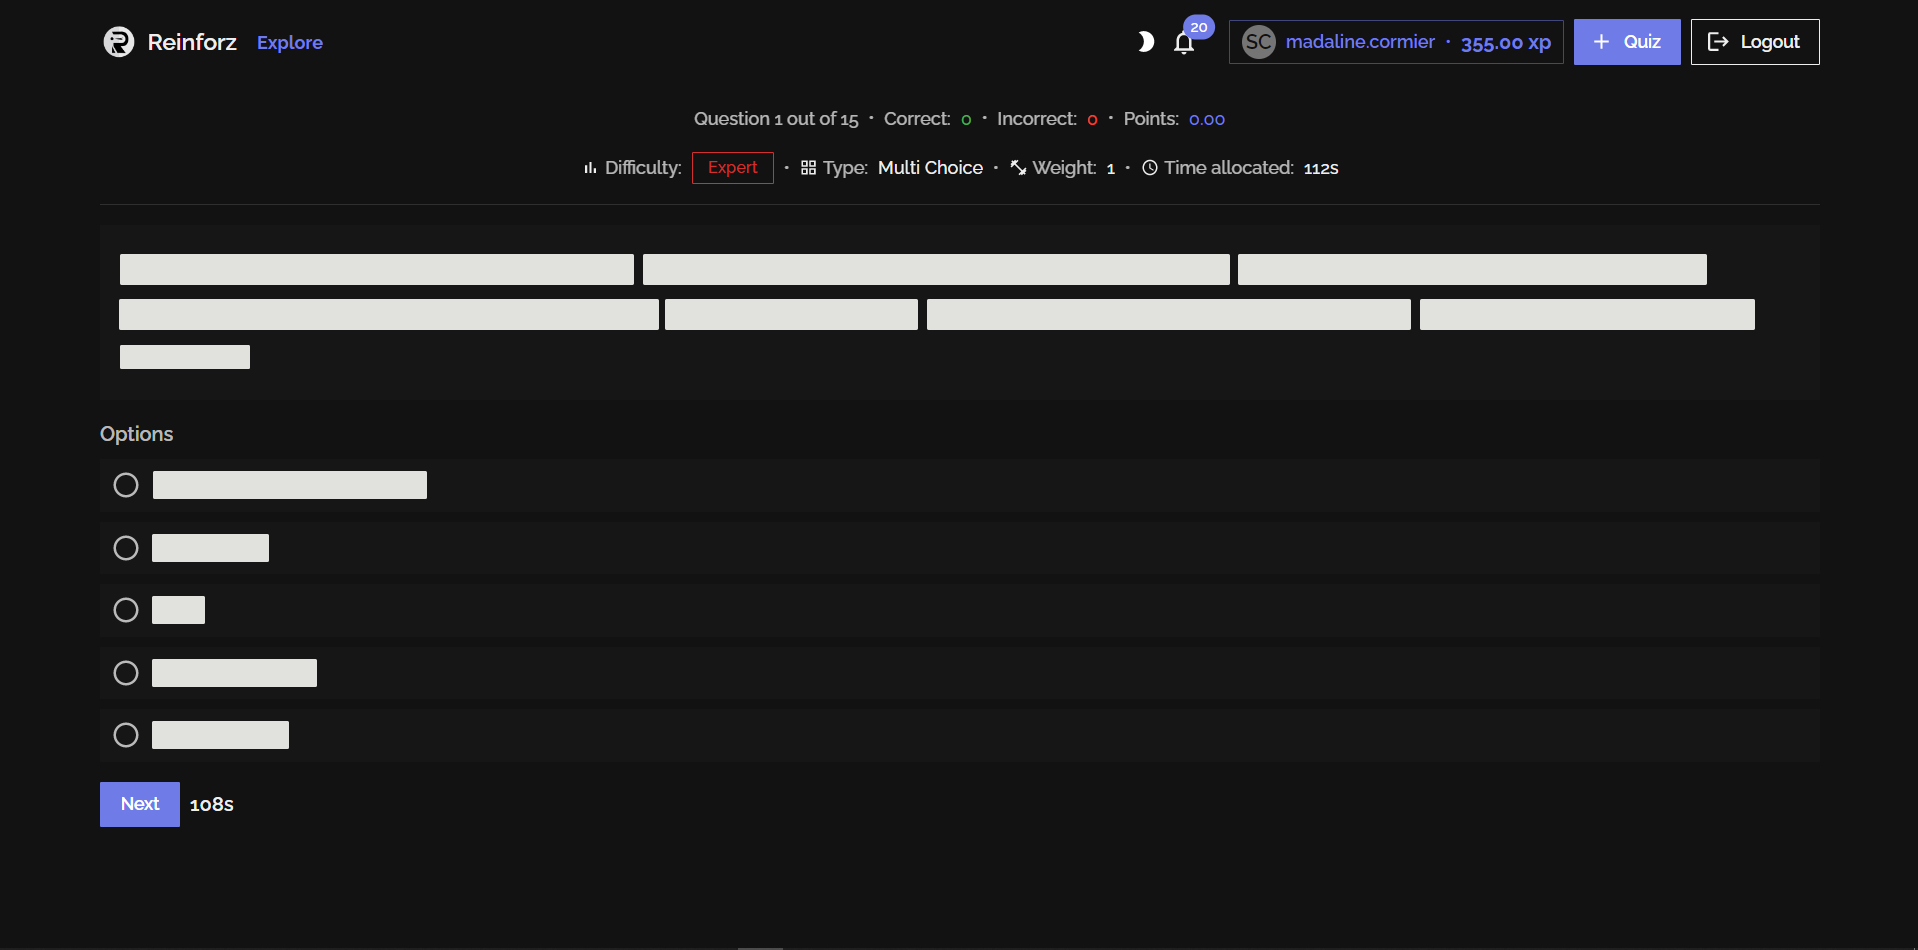 Reinforz Explore 20 SC madaline.cormier · 355.00 xp + Quiz Logout
Question 1 out of 15 · Correct: 0 · Incorrect: 0 · Points: 0.00
Difficulty: Expert · Type: Multi Choice · Weight: 1 · Time allocated: 112s
Options
Next 108s